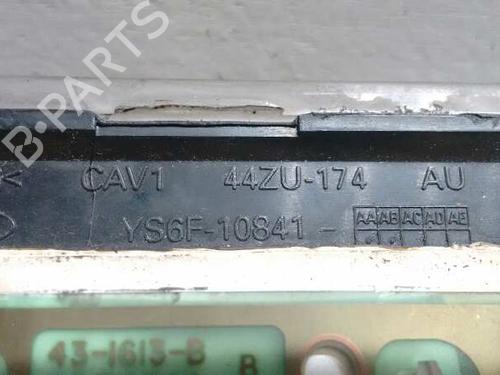 B-PARTS
< CAV1 44ZU-174 AU
YS6F-10841- AA AB AC AD AE
43-1613-B B